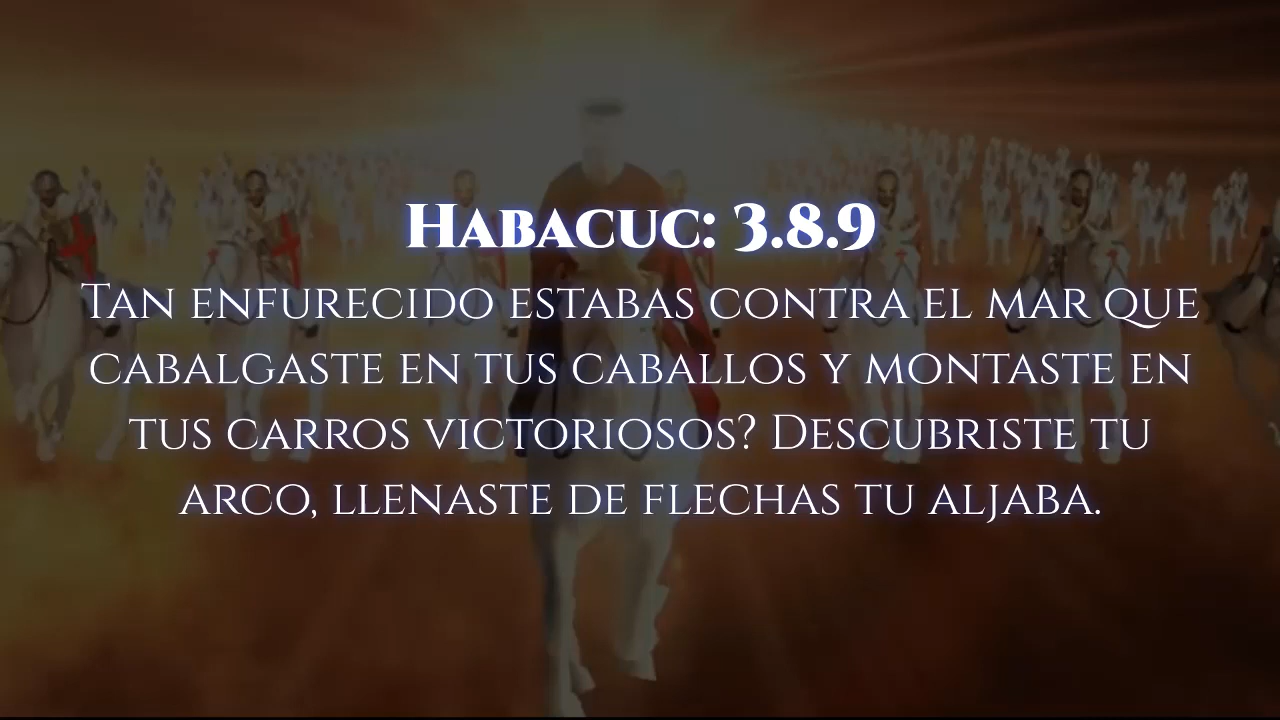 Habacuc: 3.8.9
Tan enfurecido estabas contra el mar que
cabalgaste en tus caballos y montaste en
tus carros victoriosos? Descubriste tu
arco, llenaste de flechas tu aljaba.